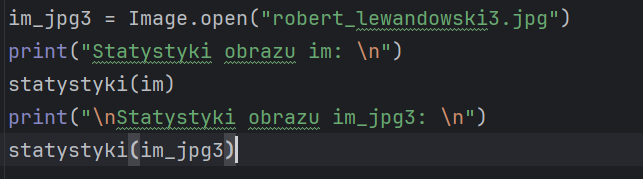 im_jpg3 = Image.open("robert_lewandowski3.jpg")
print("Statystyki obrazu im: \n")
statystyki(im)
print("\nStatystyki obrazu im_jpg3: \n")
statystyki(im_jpg3)